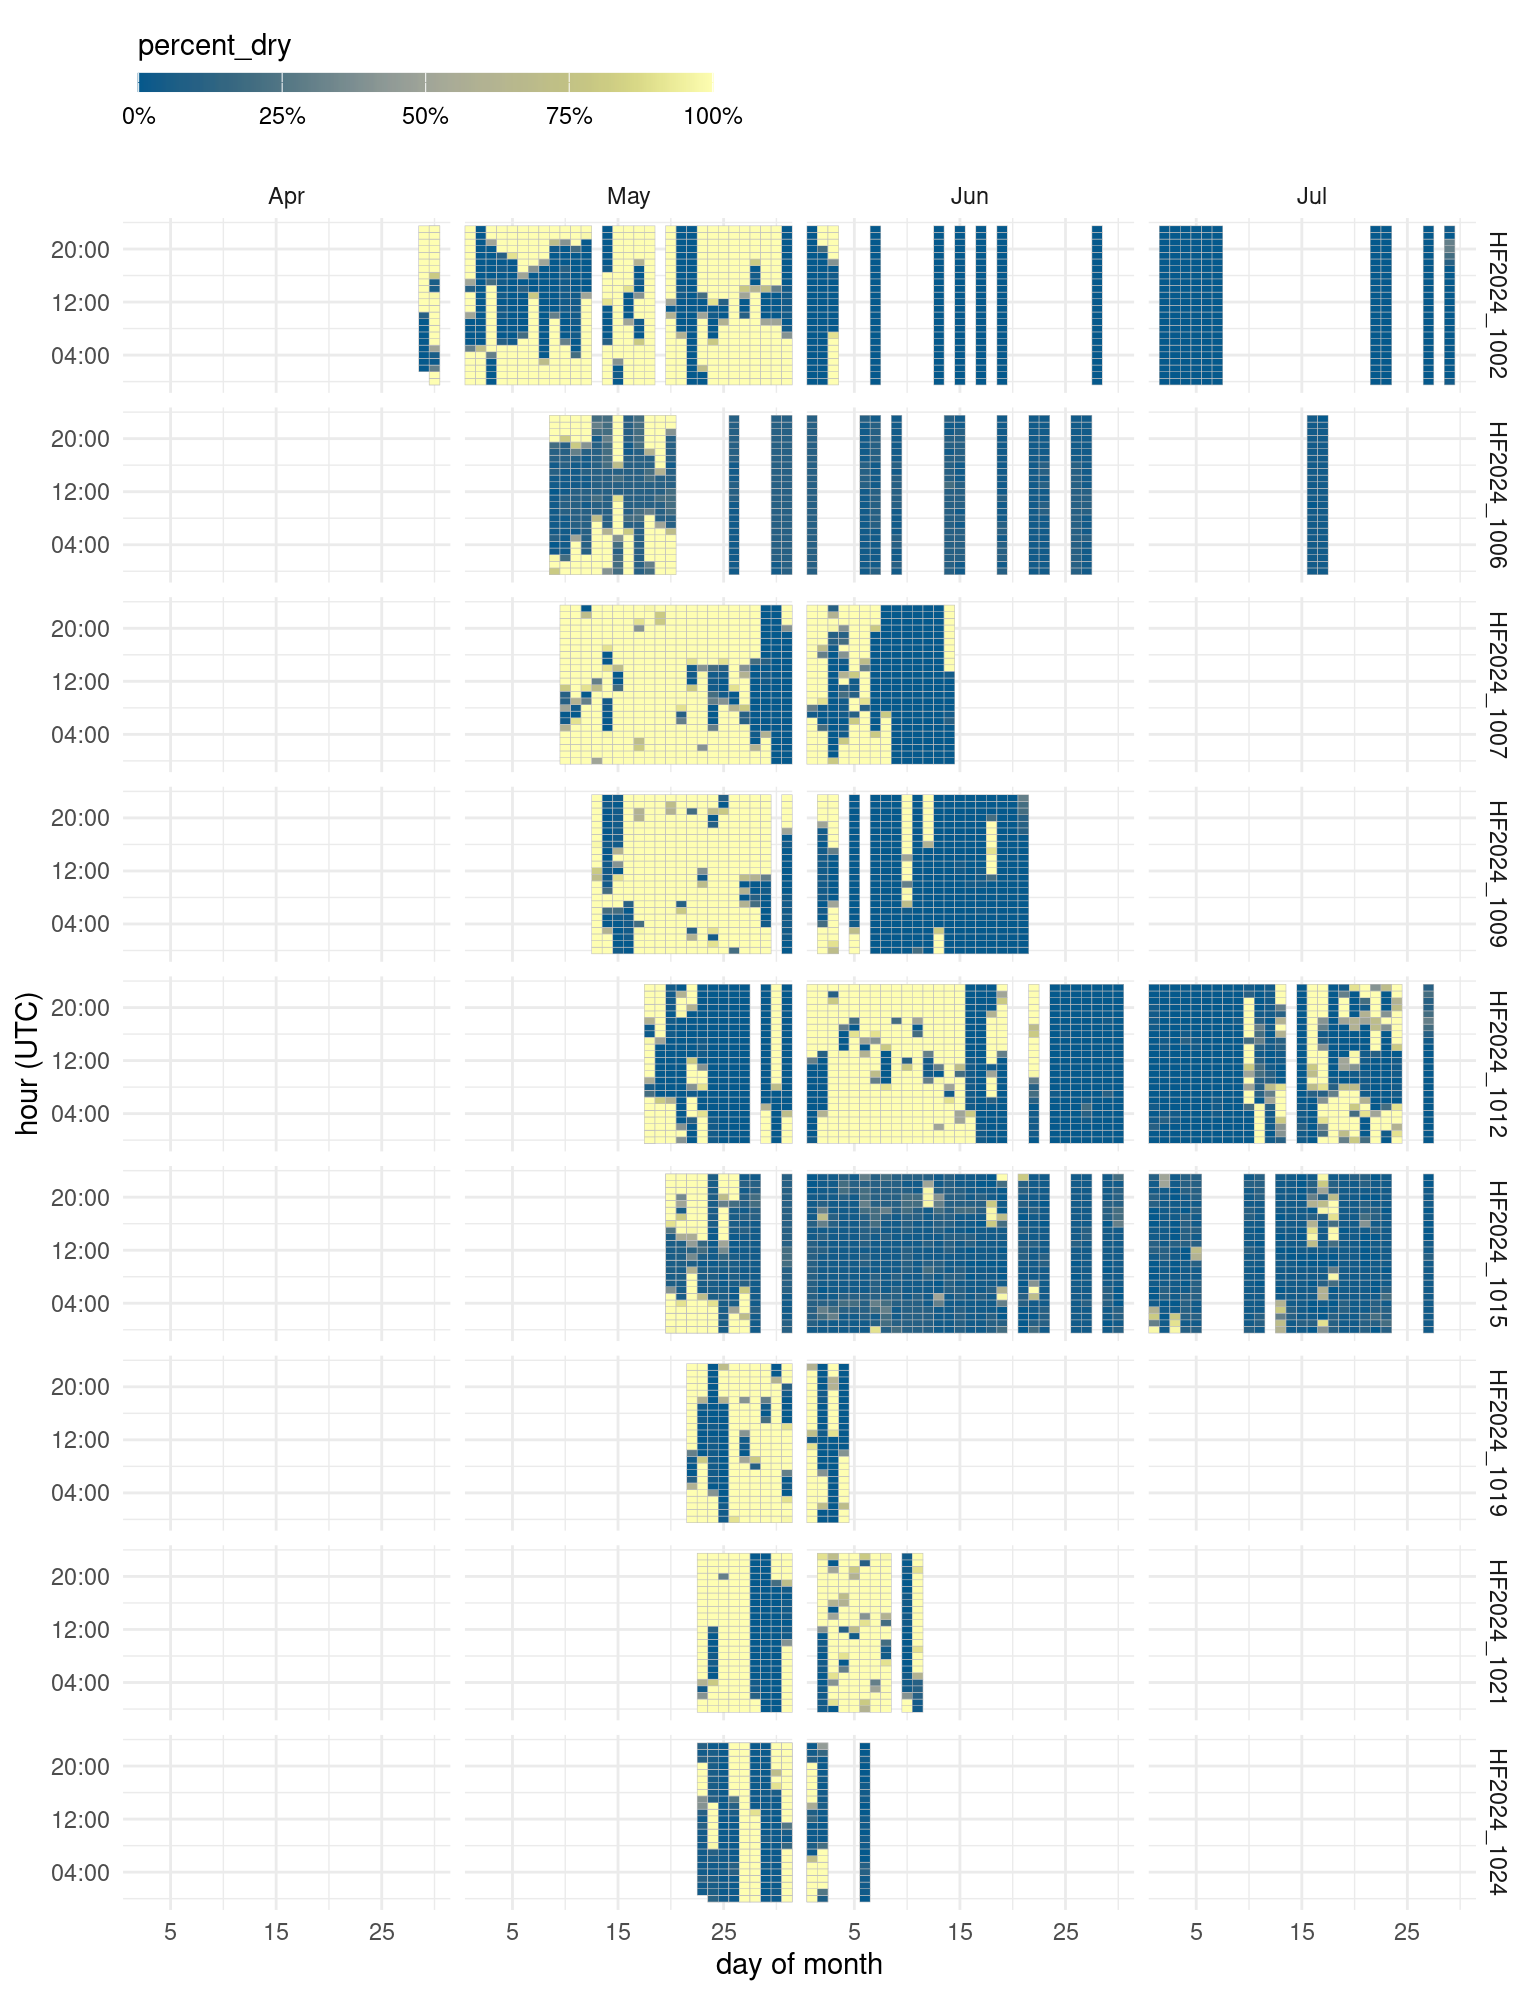 percent_dry
0% 25% 50% 75% 100%
Apr May Jun Jul
20:00
12:00
04:00
HF2024_1002
20:00
12:00
04:00
HF2024_1006
20:00
12:00
04:00
HF2024_1007
20:00
12:00
04:00
HF2024_1009
hour (UTC)
20:00
12:00
04:00
HF2024_1012
20:00
12:00
04:00
HF2024_1015
20:00
12:00
04:00
HF2024_1019
20:00
12:00
04:00
HF2024_1021
20:00
12:00
04:00
HF2024_1024
5 15 25 5 15 25 5 15 25 5 15 25
day of month